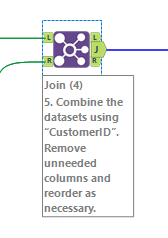 L
L
J
R
R
Join (4)
5. Combine the
datasets using
“CustomerID”.
Remove
unneeded
columns and
reorder as
necessary.